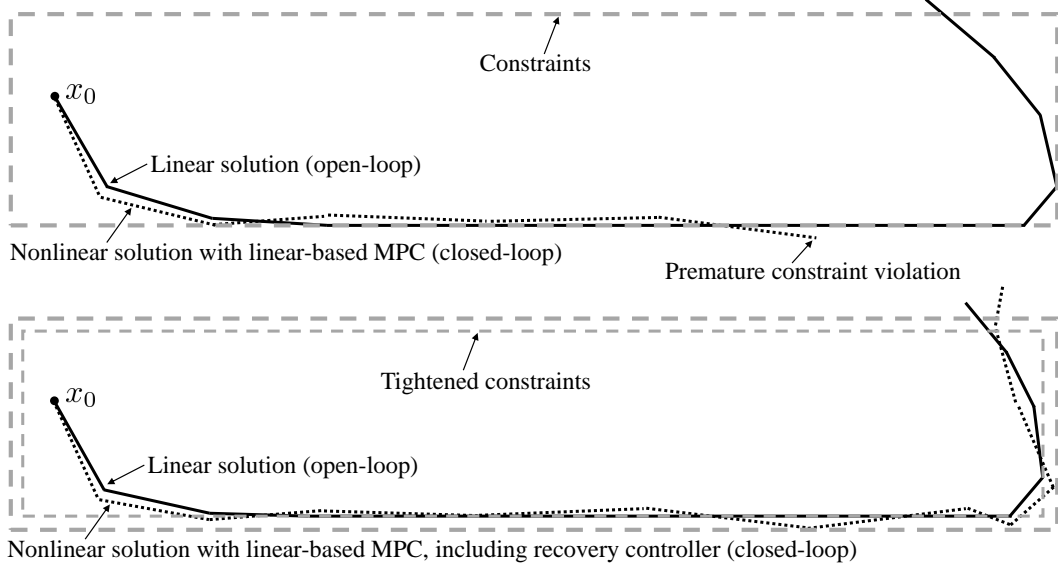 Constraints
x₀
Linear solution (open-loop)
Nonlinear solution with linear-based MPC (closed-loop)
Premature constraint violation
Tightened constraints
x₀
Linear solution (open-loop)
Nonlinear solution with linear-based MPC, including recovery controller (closed-loop)